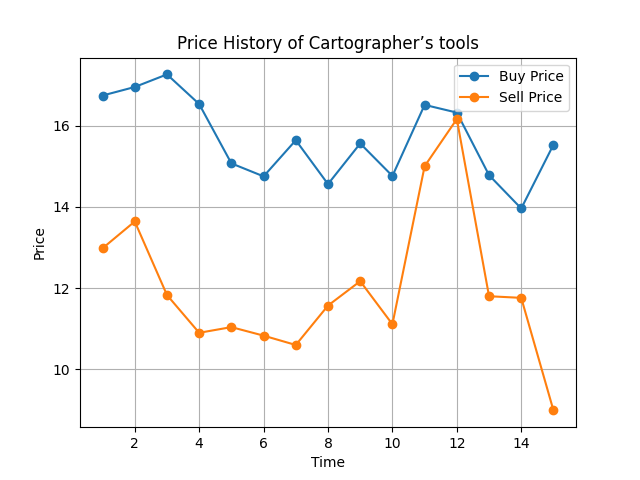 Price History of Cartographer’s tools
Buy Price
Sell Price
Price
16
14
12
10
2 4 6 8 10 12 14
Time